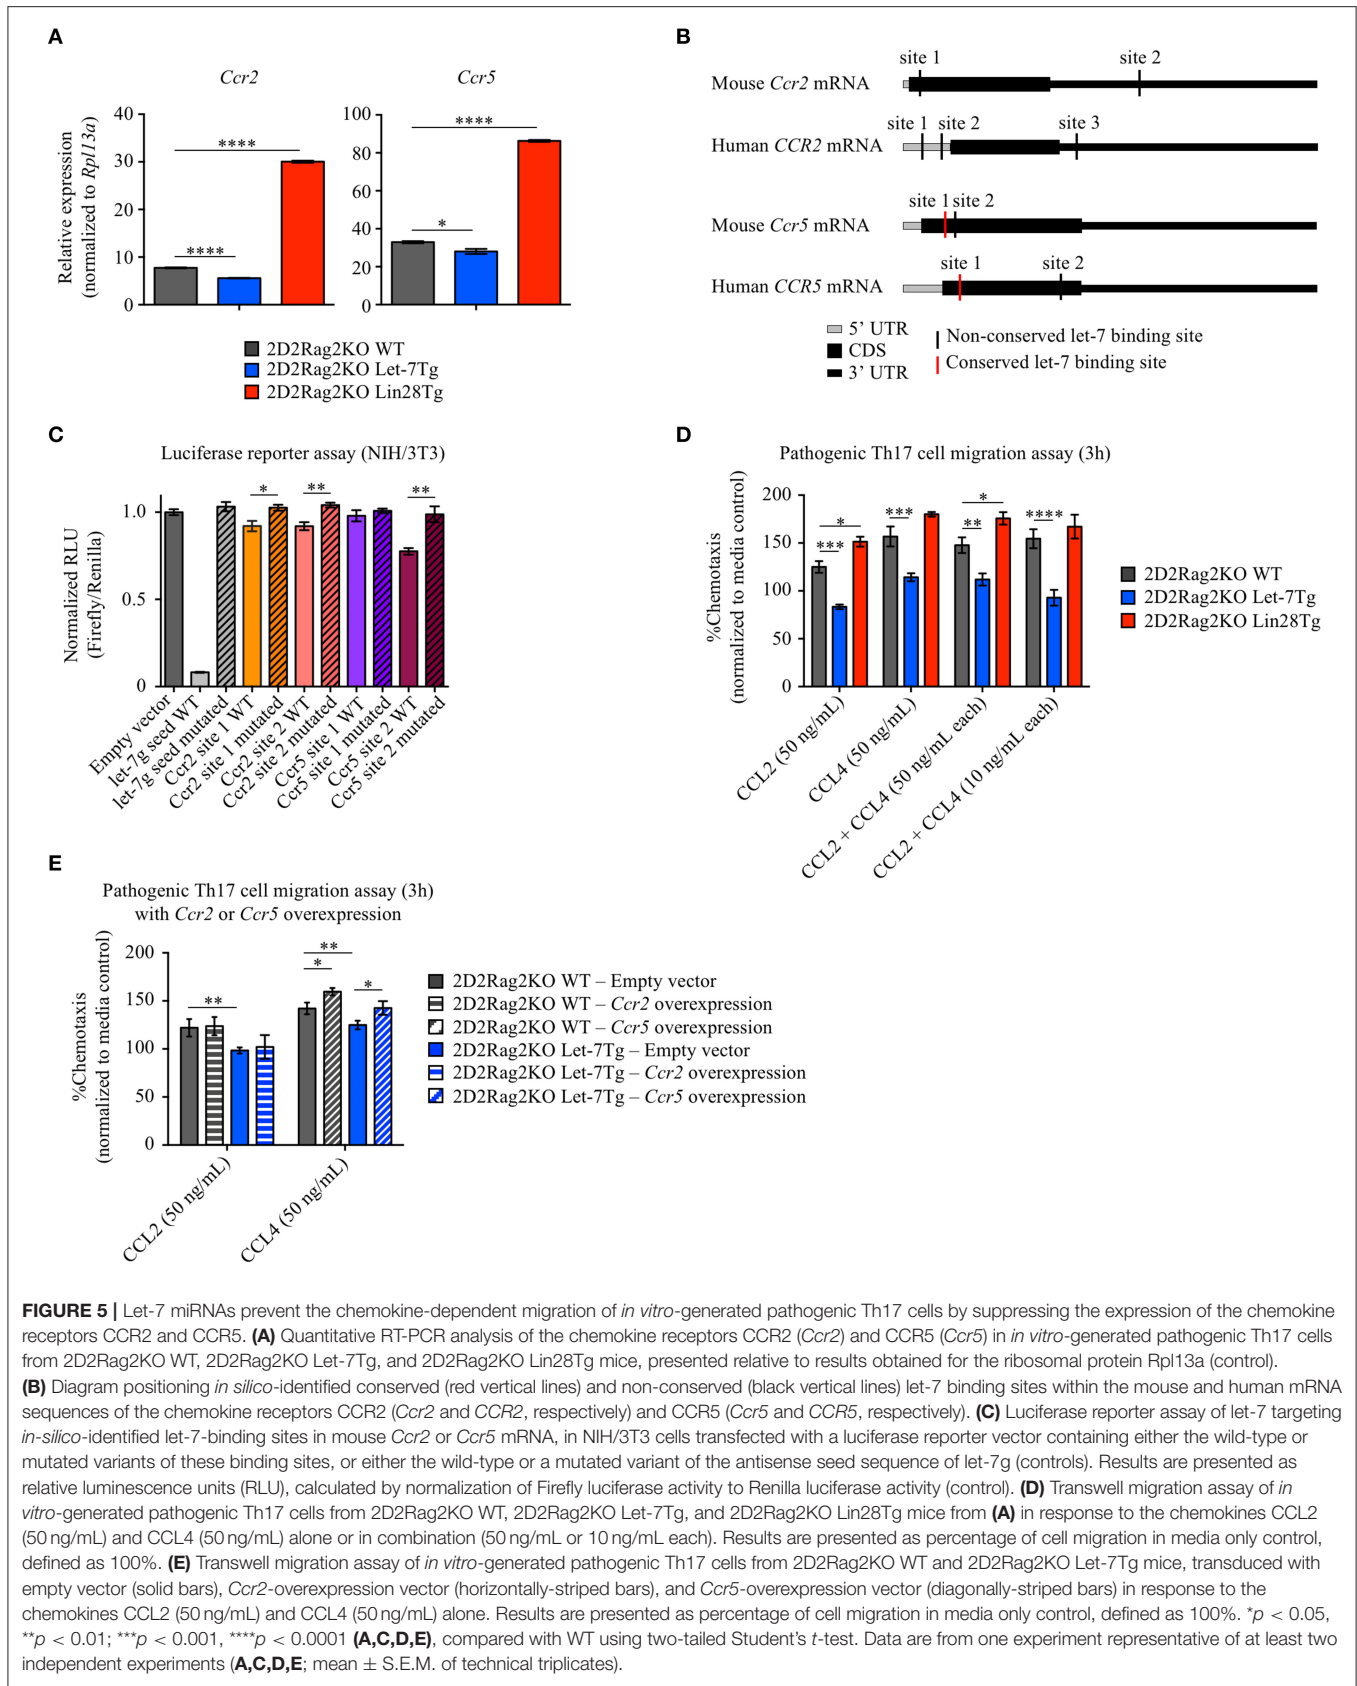 A
Ccr2
Ccr5
Relative expression
(normalized to Rpl13a)
40
30
20
10
0
****
****
100
80
60
40
20
0
****
*
2D2Rag2KO WT
2D2Rag2KO Let-7Tg
2D2Rag2KO Lin28Tg
B
site 1
site 2
Mouse Ccr2 mRNA
site 1
site 2
site 3
Human CCR2 mRNA
site 1
site 2
Mouse Ccr5 mRNA
site 1
site 2
Human CCR5 mRNA
5' UTR
CDS
3' UTR
Non-conserved let-7 binding site
Conserved let-7 binding site
C
Luciferase reporter assay (NIH/3T3)
Normalized RLU
(Firefly/Renilla)
1.0
0.5
0
*
**
**
Empty vector
let-7g seed WT
let-7g seed mutated
Ccr2 site 1 WT
Ccr2 site 1 mutated
Ccr2 site 2 WT
Ccr2 site 2 mutated
Ccr5 site 1 WT
Ccr5 site 1 mutated
Ccr5 site 2 WT
Ccr5 site 2 mutated
D
Pathogenic Th17 cell migration assay (3h)
%Chemotaxis
(normalized to media control)
200
150
100
50
0
*
***
***
*
**
****
CCL2 (50 ng/mL)
CCL4 (50 ng/mL)
CCL2 + CCL4 (50 ng/mL each)
CCL2 + CCL4 (10 ng/mL each)
2D2Rag2KO WT
2D2Rag2KO Let-7Tg
2D2Rag2KO Lin28Tg
E
Pathogenic Th17 cell migration assay (3h)
with Ccr2 or Ccr5 overexpression
%Chemotaxis
(normalized to media control)
200
150
100
50
0
**
**
*
*
CCL2 (50 ng/mL)
CCL4 (50 ng/mL)
2D2Rag2KO WT – Empty vector
2D2Rag2KO WT – Ccr2 overexpression
2D2Rag2KO WT – Ccr5 overexpression
2D2Rag2KO Let-7Tg – Empty vector
2D2Rag2KO Let-7Tg – Ccr2 overexpression
2D2Rag2KO Let-7Tg – Ccr5 overexpression
FIGURE 5 | Let-7 miRNAs prevent the chemokine-dependent migration of in vitro-generated pathogenic Th17 cells by suppressing the expression of the chemokine
receptors CCR2 and CCR5. (A) Quantitative RT-PCR analysis of the chemokine receptors CCR2 (Ccr2) and CCR5 (Ccr5) in in vitro-generated pathogenic Th17 cells
from 2D2Rag2KO WT, 2D2Rag2KO Let-7Tg, and 2D2Rag2KO Lin28Tg mice, presented relative to results obtained for the ribosomal protein Rpl13a (control).
(B) Diagram positioning in silico-identified conserved (red vertical lines) and non-conserved (black vertical lines) let-7 binding sites within the mouse and human mRNA
sequences of the chemokine receptors CCR2 (Ccr2 and CCR2, respectively) and CCR5 (Ccr5 and CCR5, respectively). (C) Luciferase reporter assay of let-7 targeting
in-silico-identified let-7-binding sites in mouse Ccr2 or Ccr5 mRNA, in NIH/3T3 cells transfected with a luciferase reporter vector containing either the wild-type or
mutated variants of these binding sites, or either the wild-type or a mutated variant of the antisense seed sequence of let-7g (controls). Results are presented as
relative luminescence units (RLU), calculated by normalization of Firefly luciferase activity to Renilla luciferase activity (control). (D) Transwell migration assay of in
vitro-generated pathogenic Th17 cells from 2D2Rag2KO WT, 2D2Rag2KO Let-7Tg, and 2D2Rag2KO Lin28Tg mice from (A) in response to the chemokines CCL2
(50 ng/mL) and CCL4 (50 ng/mL) alone or in combination (50 ng/mL or 10 ng/mL each). Results are presented as percentage of cell migration in media only control,
defined as 100%. (E) Transwell migration assay of in vitro-generated pathogenic Th17 cells from 2D2Rag2KO WT and 2D2Rag2KO Let-7Tg mice, transduced with
empty vector (solid bars), Ccr2-overexpression vector (horizontally-striped bars), and Ccr5-overexpression vector (diagonally-striped bars) in response to the
chemokines CCL2 (50 ng/mL) and CCL4 (50 ng/mL) alone. Results are presented as percentage of cell migration in media only control, defined as 100%. *p < 0.05,
**p < 0.01; ***p < 0.001, ****p < 0.0001 (A,C,D,E), compared with WT using two-tailed Student's t-test. Data are from one experiment representative of at least two
independent experiments (A,C,D,E; mean ± S.E.M. of technical triplicates).